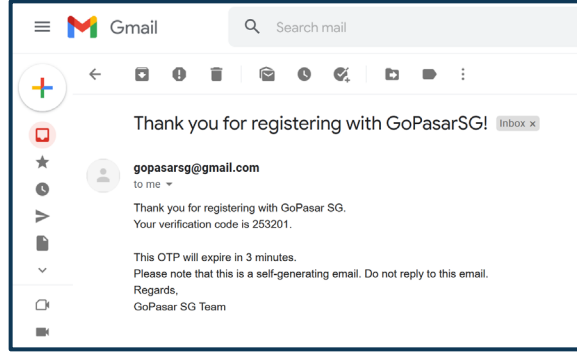 Gmail
Search mail
Thank you for registering with GoPasarSG! Inbox x
gopasarsg@gmail.com
to me
Thank you for registering with GoPasar SG.
Your verification code is 253201.
This OTP will expire in 3 minutes.
Please note that this is a self-generating email. Do not reply to this email.
Regards,
GoPasar SG Team